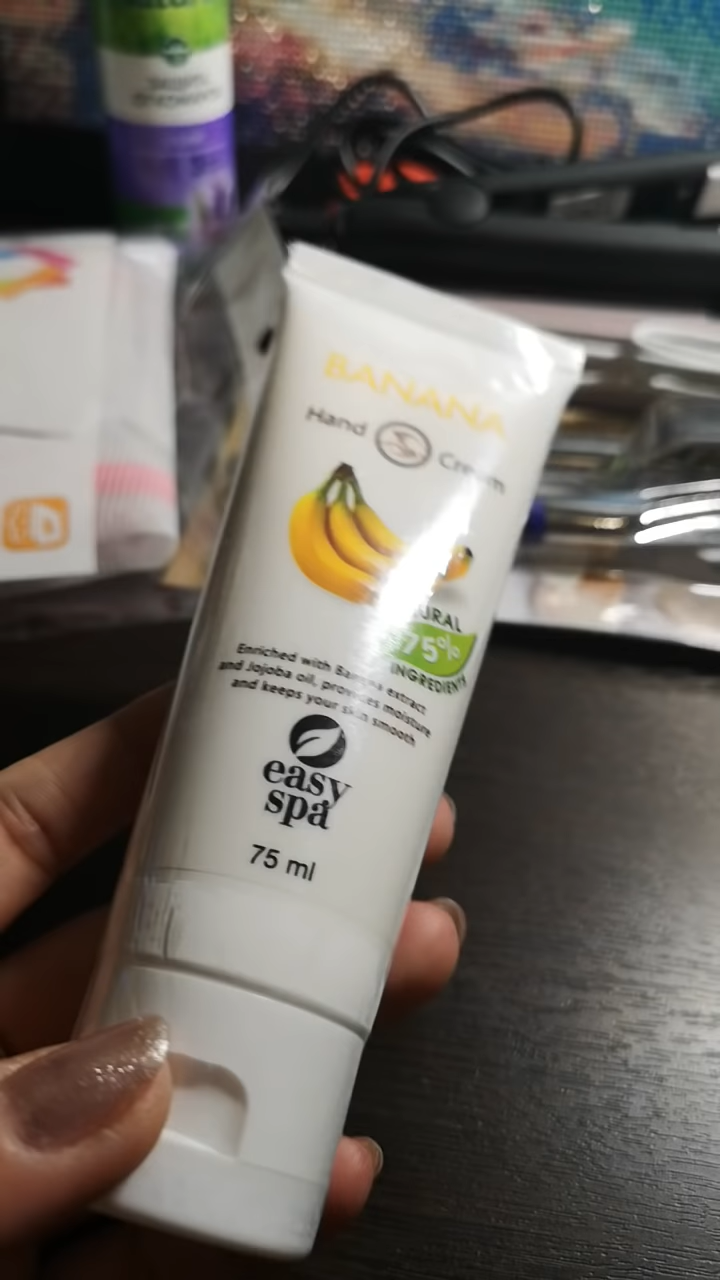 BANANA
Hand Cream
75%
INGREDIENTS
Enriched with Banana extract
and Jojoba oil, provides moisture
and keeps your skin smooth
easy
spa
75 ml